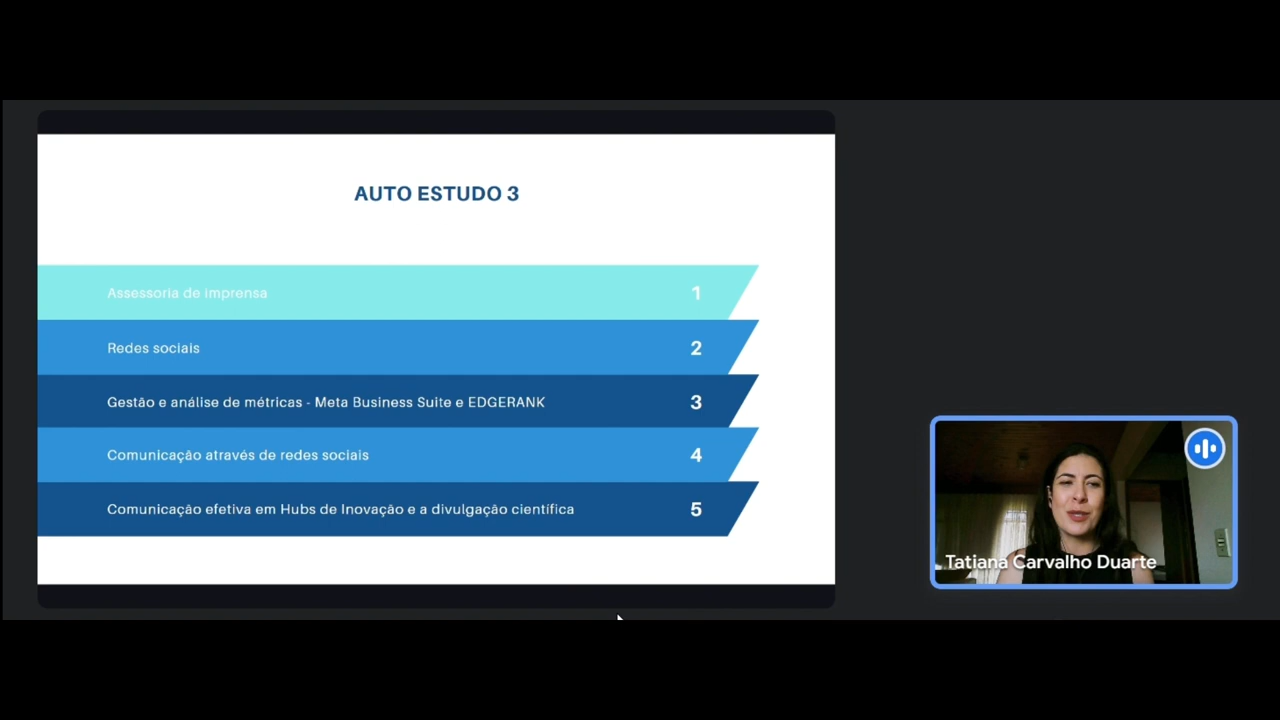 AUTO ESTUDO 3
Assessoria de imprensa 1
Redes sociais 2
Gestão e análise de métricas - Meta Business Suite e EDGERANK 3
Comunicação através de redes sociais 4
Comunicação efetiva em Hubs de Inovação e a divulgação científica 5
Tatiana Carvalho Duarte